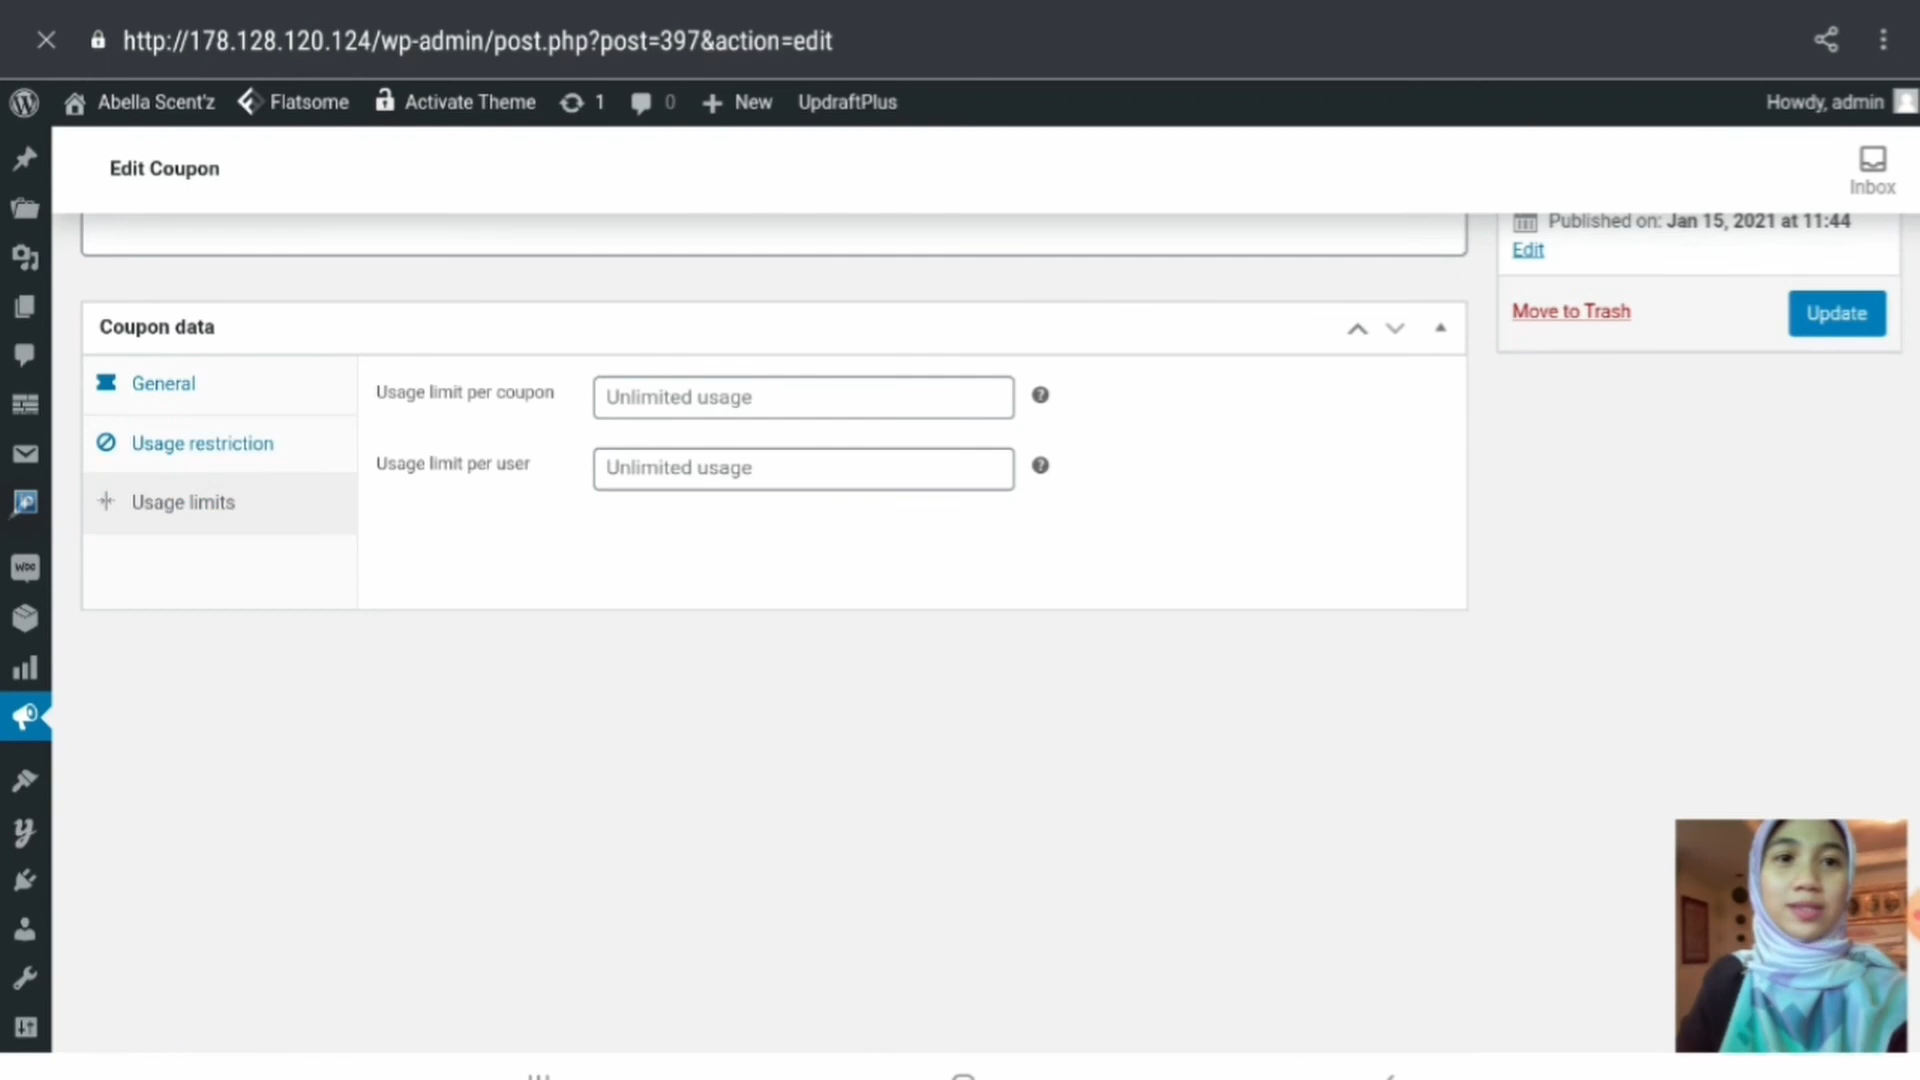 http://178.128.120.124/wp-admin/post.php?post=397&action=edit
Abella Scent'z Flatsome Activate Theme 1 0 New UpdraftPlus Howdy, admin
Edit Coupon
Inbox
Published on: Jan 15, 2021 at 11:44
Edit
Move to Trash
Update
Coupon data
General
Usage restriction
Usage limits
Usage limit per coupon Unlimited usage
Usage limit per user Unlimited usage